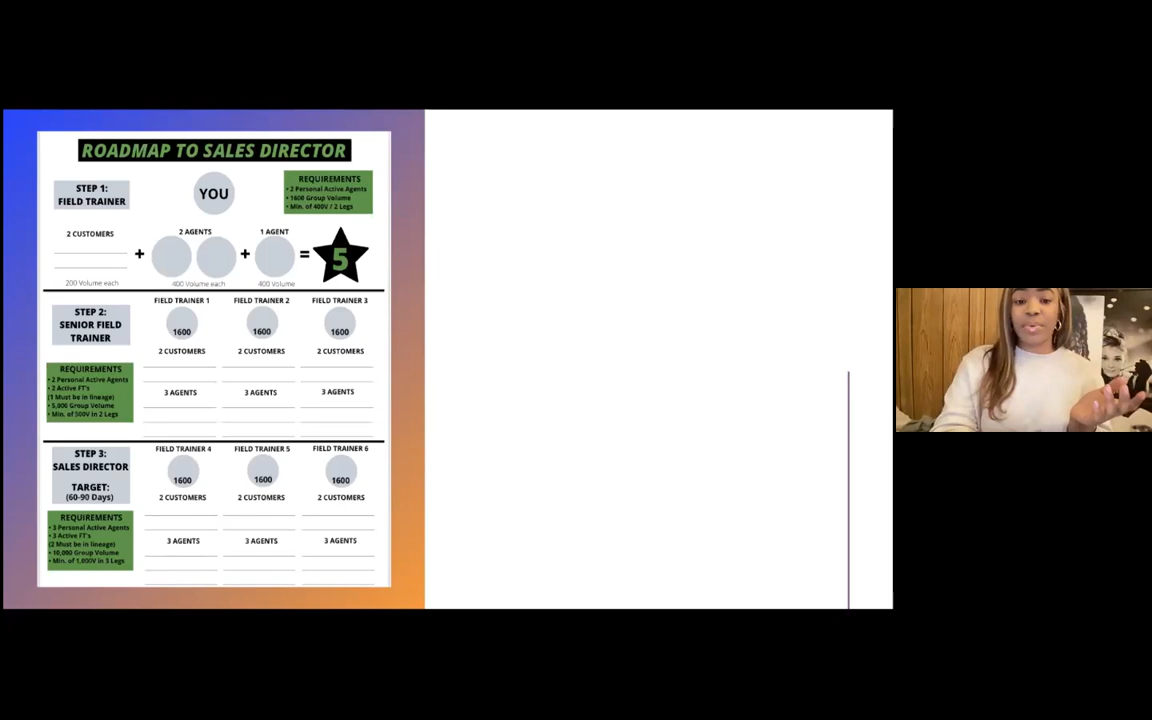 ROADMAP TO SALES DIRECTOR
STEP 1:
FIELD TRAINER
YOU
REQUIREMENTS
• 2 Personal Active Agents
• 1600 Group Volume
• Min. of 400V / 2 Legs
2 CUSTOMERS
200 Volume each
+
2 AGENTS
400 Volume each
+
1 AGENT
400 Volume
=
5
STEP 2:
SENIOR FIELD
TRAINER
REQUIREMENTS
• 2 Personal Active Agents
• 2 Active FT's
(1 Must be in lineage)
• 5,000 Group Volume
• Min. of 500V in 2 Legs
FIELD TRAINER 1
1600
2 CUSTOMERS
3 AGENTS
FIELD TRAINER 2
1600
2 CUSTOMERS
3 AGENTS
FIELD TRAINER 3
1600
2 CUSTOMERS
3 AGENTS
STEP 3:
SALES DIRECTOR
TARGET:
(60-90 Days)
REQUIREMENTS
• 3 Personal Active Agents
• 3 Active FT's
(2 Must be in lineage)
• 10,000 Group Volume
• Min. of 1,000V in 3 Legs
FIELD TRAINER 4
1600
2 CUSTOMERS
3 AGENTS
FIELD TRAINER 5
1600
2 CUSTOMERS
3 AGENTS
FIELD TRAINER 6
1600
2 CUSTOMERS
3 AGENTS